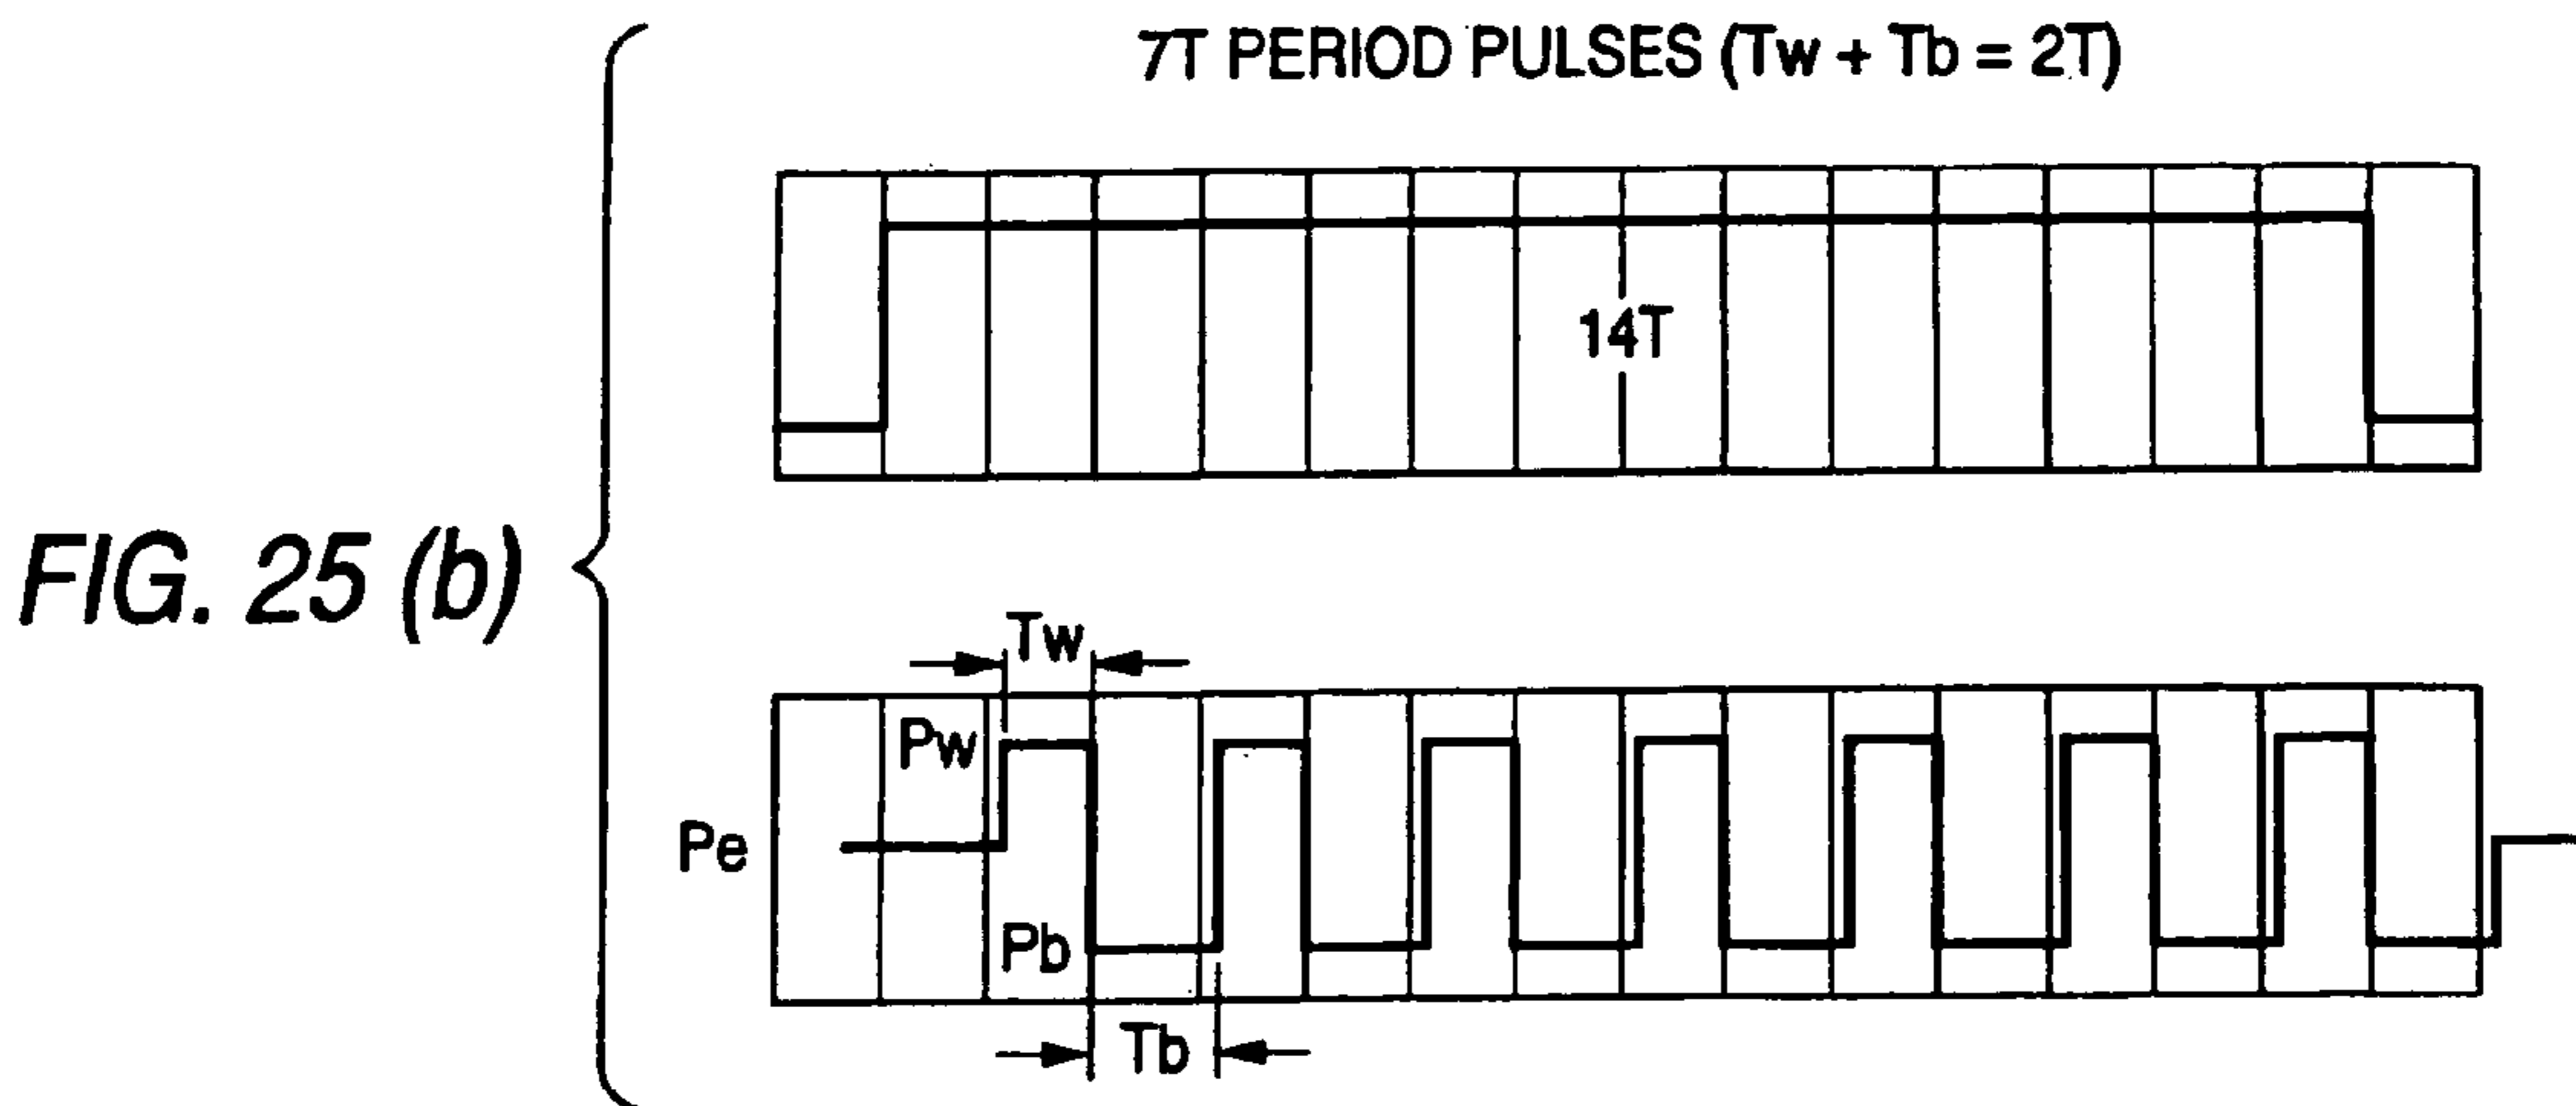 7T PERIOD PULSES (Tw + Tb = 2T)
14T
FIG. 25 (b)
Tw
Pw
Pe
Pb
Tb